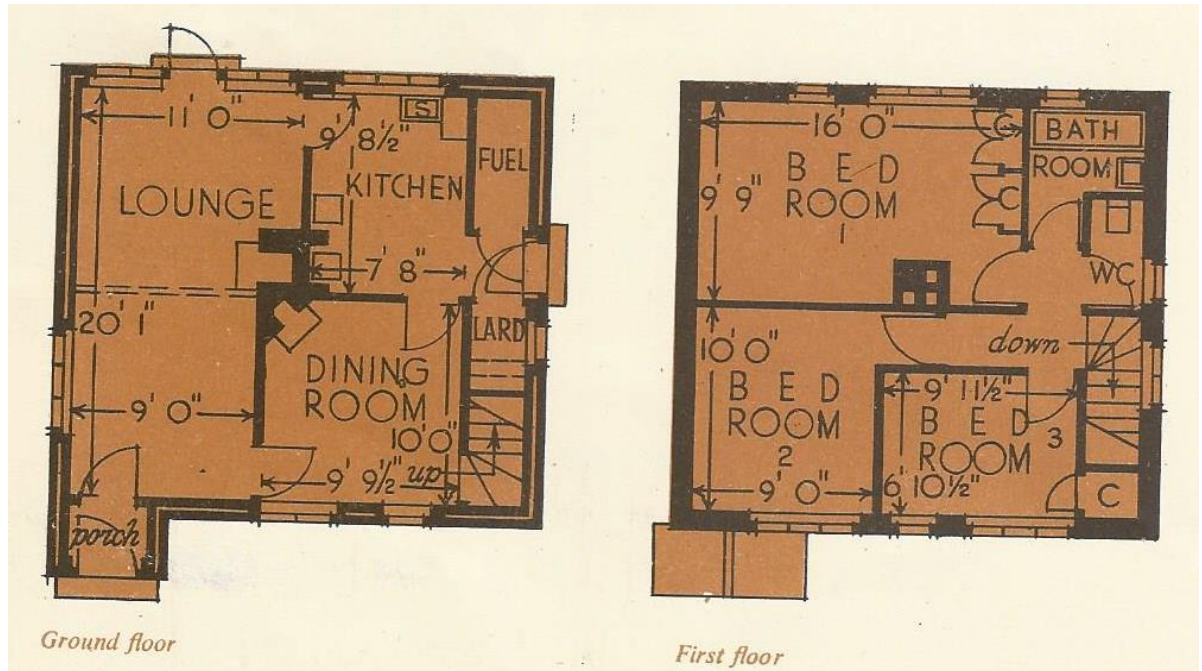 11' 0"
9' 8½"
S
FUEL
KITCHEN
LOUNGE
7' 8"
20' 1"
LARD
DINING
ROOM
9' 0"
10' 0"
up
9' 9½"
porch
Ground floor
16' 0"
C
BATH
ROOM
BED
ROOM
1
9' 9"
C
WC
down
10' 0"
BED
ROOM
2
9' 11½"
BED
ROOM
3
9' 0"
6' 10½"
C
First floor